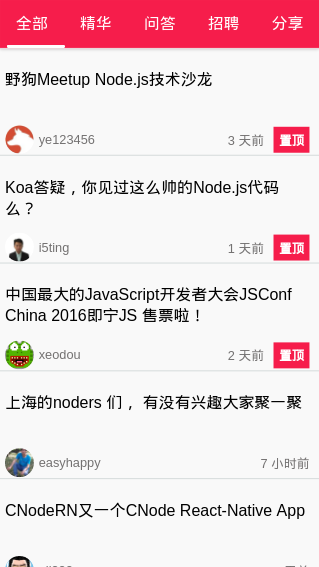 全部 精华 问答 招聘 分享
野狗Meetup Node.js技术沙龙
ye123456 3 天前 置顶
Koa答疑，你见过这么帅的Node.js代码
么？
i5ting 1 天前 置顶
中国最大的JavaScript开发者大会JSConf
China 2016即宁JS 售票啦！
xeodou 2 天前 置顶
上海的noders 们， 有没有兴趣大家聚一聚
easyhappy 7 小时前
CNodeRN又一个CNode React-Native App